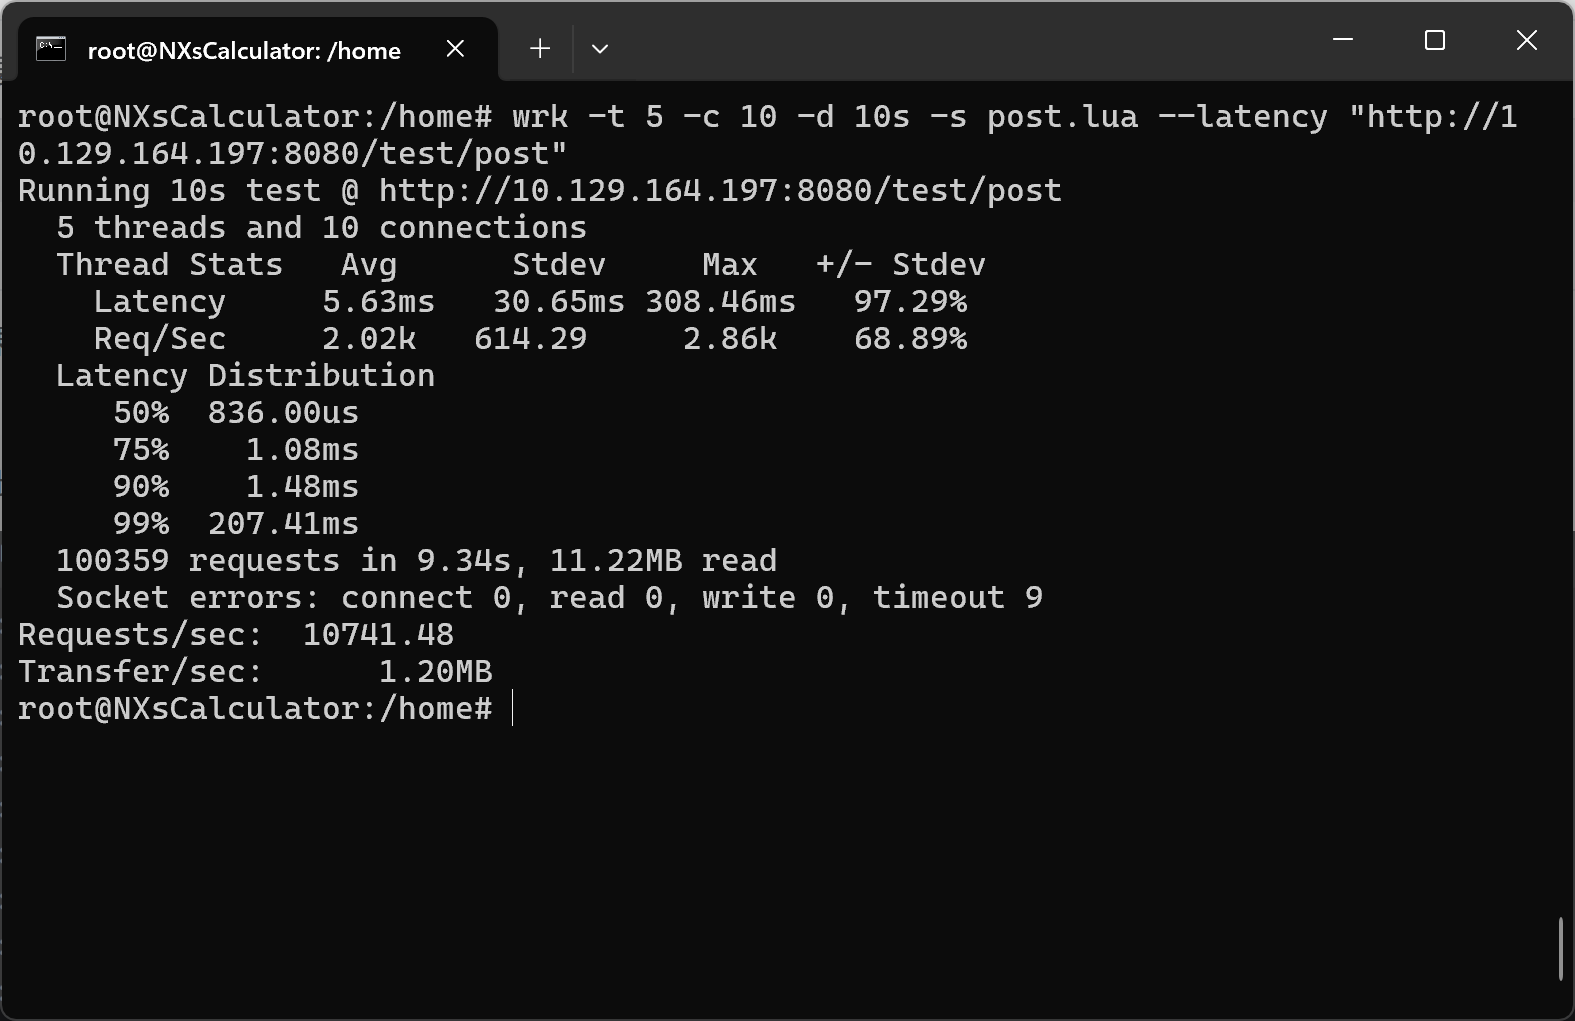 root@NXsCalculator: /home
root@NXsCalculator:/home# wrk -t 5 -c 10 -d 10s -s post.lua --latency "http://1
0.129.164.197:8080/test/post"
Running 10s test @ http://10.129.164.197:8080/test/post
  5 threads and 10 connections
  Thread Stats   Avg      Stdev     Max   +/- Stdev
    Latency     5.63ms   30.65ms 308.46ms   97.29%
    Req/Sec     2.02k   614.29     2.86k    68.89%
  Latency Distribution
     50%  836.00us
     75%    1.08ms
     90%    1.48ms
     99%  207.41ms
  100359 requests in 9.34s, 11.22MB read
  Socket errors: connect 0, read 0, write 0, timeout 9
Requests/sec:  10741.48
Transfer/sec:      1.20MB
root@NXsCalculator:/home#